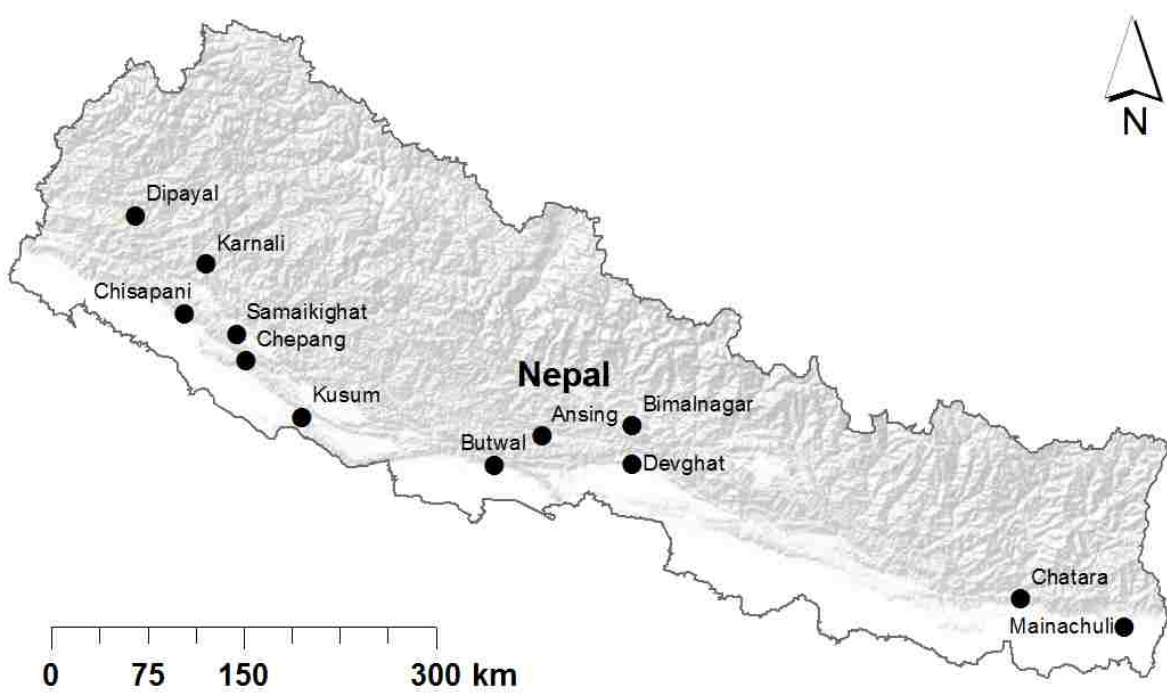 N
Dipayal
Karnali
Chisapani
Samaikighat
Chepang
Nepal
Kusum
Ansing
Bimalnagar
Butwal
Devghat
Chatara
Mainachuli
0 75 150 300 km